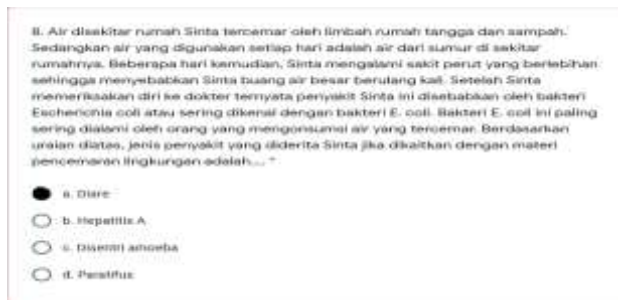 8. Air disekitar rumah Sinta tercemar oleh limbah rumah tangga dan sampah.
Sedangkan air yang digunakan setiap hari adalah air dari sumur di sekitar
rumahnya. Beberapa hari kemudian, Sinta mengalami sakit perut yang berlebihan
sehingga menyebabkan Sinta buang air besar berulang kali. Setelah Sinta
memeriksakan diri ke dokter ternyata penyakit Sinta ini disebabkan oleh bakteri
Escherichia coli atau sering dikenal dengan bakteri E. coli. Bakteri E. coli ini paling
sering dialami oleh orang yang mengonsumsi air yang tercemar. Berdasarkan
uraian diatas, jenis penyakit yang diderita Sinta jika dikaitkan dengan materi
pencemaran lingkungan adalah.... *
a. Diare
b. Hepatitis A
c. Disentri amoeba
d. Paratifus